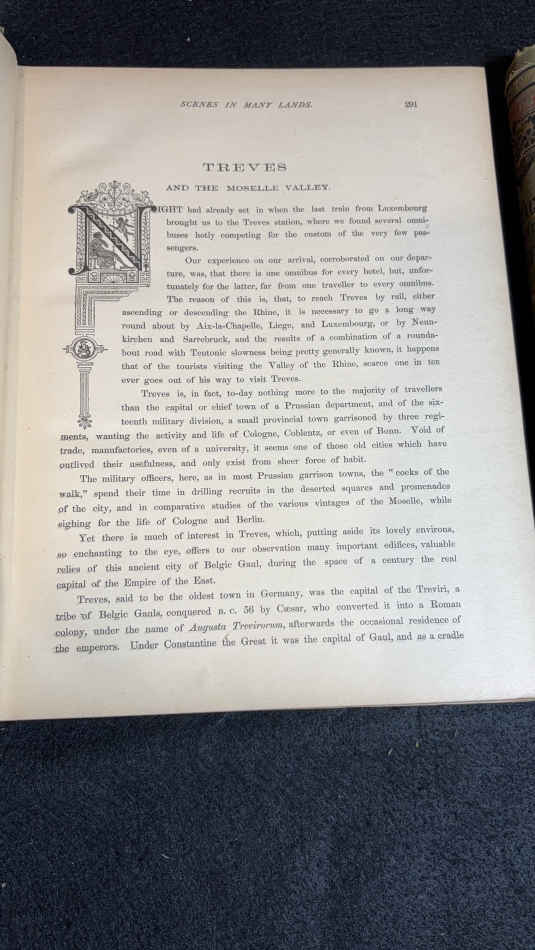 SCENES IN MANY LANDS. 291
TREVES
AND THE MOSELLE VALLEY.
NIGHT had already set in when the last train from Luxembourg
brought us to the Treves station, where we found several omni-
buses hotly competing for the custom of the very few pas-
sengers.
Our experience on our arrival, corroborated on our depar-
ture, was, that there is one omnibus for every hotel, but, unfor-
tunately for the latter, far from one traveller to every omnibus.
The reason of this is, that, to reach Treves by rail, either
ascending or descending the Rhine, it is necessary to go a long way
round about by Aix-la-Chapelle, Liege, and Luxembourg, or by Neun-
kirchen and Sarrebruck, and the results of a combination of a rounda-
bout road with Teutonic slowness being pretty generally known, it happens
that of the tourists visiting the Valley of the Rhine, scarce one in ten
ever goes out of his way to visit Treves.
Treves is, in fact, to-day nothing more to the majority of travellers
than the capital or chief town of a Prussian department, and of the six-
teenth military division, a small provincial town garrisoned by three regi-
ments, wanting the activity and life of Cologne, Coblentz, or even of Bonn. Void of
trade, manufactories, even of a university, it seems one of those old cities which have
outlived their usefulness, and only exist from sheer force of habit.
The military officers, here, as in most Prussian garrison towns, the "cocks of the
walk," spend their time in drilling recruits in the deserted squares and promenades
of the city, and in comparative studies of the various vintages of the Moselle, while
sighing for the life of Cologne and Berlin.
Yet there is much of interest in Treves, which, putting aside its lovely environs,
so enchanting to the eye, offers to our observation many important edifices, valuable
relics of this ancient city of Belgic Gaul, during the space of a century the real
capital of the Empire of the East.
Treves, said to be the oldest town in Germany, was the capital of the Treviri, a
tribe of Belgic Gauls, conquered B. C. 56 by Cæsar, who converted it into a Roman
colony, under the name of Augusta Trevirorum, afterwards the occasional residence of
the emperors. Under Constantine the Great it was the capital of Gaul, and as a cradle